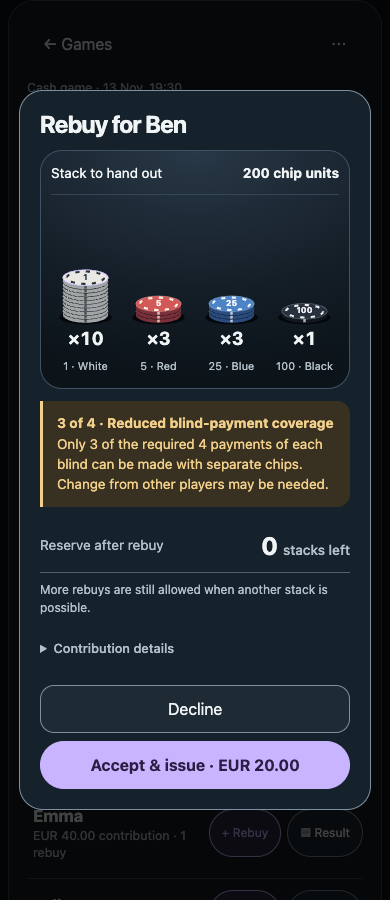 ← Games
...
Cash game · 13 Nov, 19:30
Rebuy for Ben
Stack to hand out 200 chip units
1 5 25 100
×10 ×3 ×3 ×1
1 · White 5 · Red 25 · Blue 100 · Black
3 of 4 · Reduced blind-payment coverage
Only 3 of the required 4 payments of each
blind can be made with separate chips.
Change from other players may be needed.
Reserve after rebuy 0 stacks left
More rebuys are still allowed when another stack is
possible.
▶ Contribution details
Decline
Accept & issue · EUR 20.00
Emma
EUR 40.00 contribution · 1
rebuy
+ Rebuy
Result